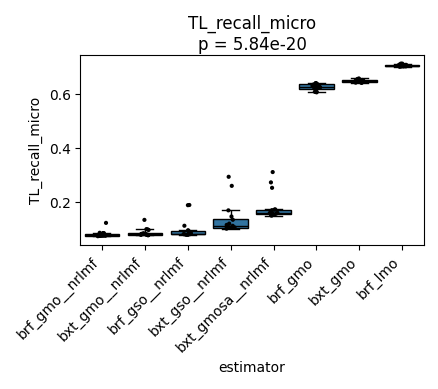 TL_recall_micro
p = 5.84e-20
TL_recall_micro
0.6
0.4
0.2
brf_gmo__nrlmf
bxt_gmo__nrlmf
brf_gso__nrlmf
bxt_gso__nrlmf
bxt_gmosa__nrlmf
brf_gmo
bxt_gmo
brf_lmo
estimator